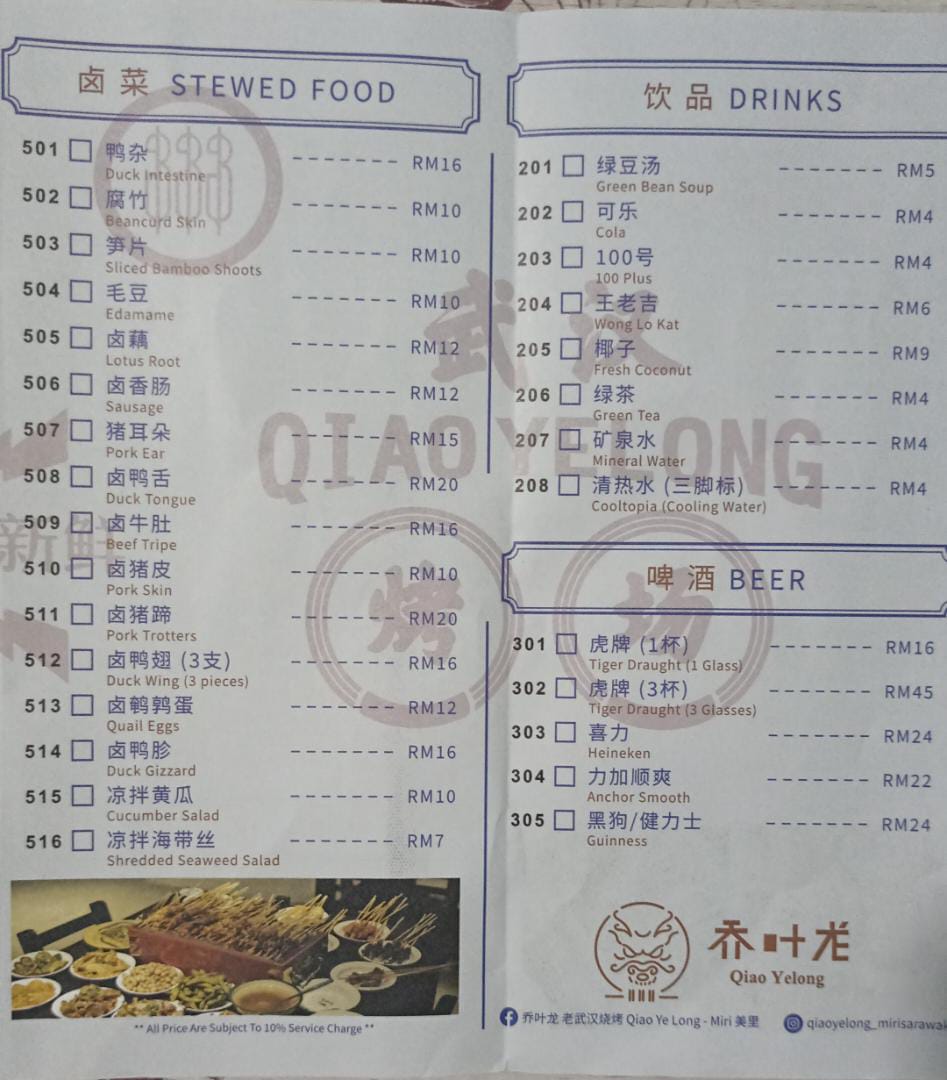 卤菜 STEWED FOOD
501 鸭杂 RM16
Duck Intestine
502 腐竹 RM10
Beancurd Skin
503 笋片 RM10
Sliced Bamboo Shoots
504 毛豆 RM10
Edamame
505 卤藕 RM12
Lotus Root
506 卤香肠 RM12
Sausage
507 猪耳朵 RM15
Pork Ear
508 卤鸭舌 RM20
Duck Tongue
509 卤牛肚 RM16
Beef Tripe
510 卤猪皮 RM10
Pork Skin
511 卤猪蹄 RM20
Pork Trotters
512 卤鸭翅 (3支) RM16
Duck Wing (3 pieces)
513 卤鹌鹑蛋 RM12
Quail Eggs
514 卤鸭胗 RM16
Duck Gizzard
515 凉拌黄瓜 RM10
Cucumber Salad
516 凉拌海带丝 RM7
Shredded Seaweed Salad
** All Price Are Subject To 10% Service Charge **
饮品 DRINKS
201 绿豆汤 RM5
Green Bean Soup
202 可乐 RM4
Cola
203 100号 RM4
100 Plus
204 王老吉 RM6
Wong Lo Kat
205 椰子 RM9
Fresh Coconut
206 绿茶 RM4
Green Tea
207 矿泉水 RM4
Mineral Water
208 清热水 (三脚标) RM4
Cooltopia (Cooling Water)
啤酒 BEER
301 虎牌 (1杯) RM16
Tiger Draught (1 Glass)
302 虎牌 (3杯) RM45
Tiger Draught (3 Glasses)
303 喜力 RM24
Heineken
304 力加顺爽 RM22
Anchor Smooth
305 黑狗/健力士 RM24
Guinness
乔叶龙
Qiao Yelong
乔叶龙 老武汉烧烤 Qiao Ye Long - Miri 美里
qiaoyelong_mirisarawak
武汉
QIAO YELONG
新鲜
烤场